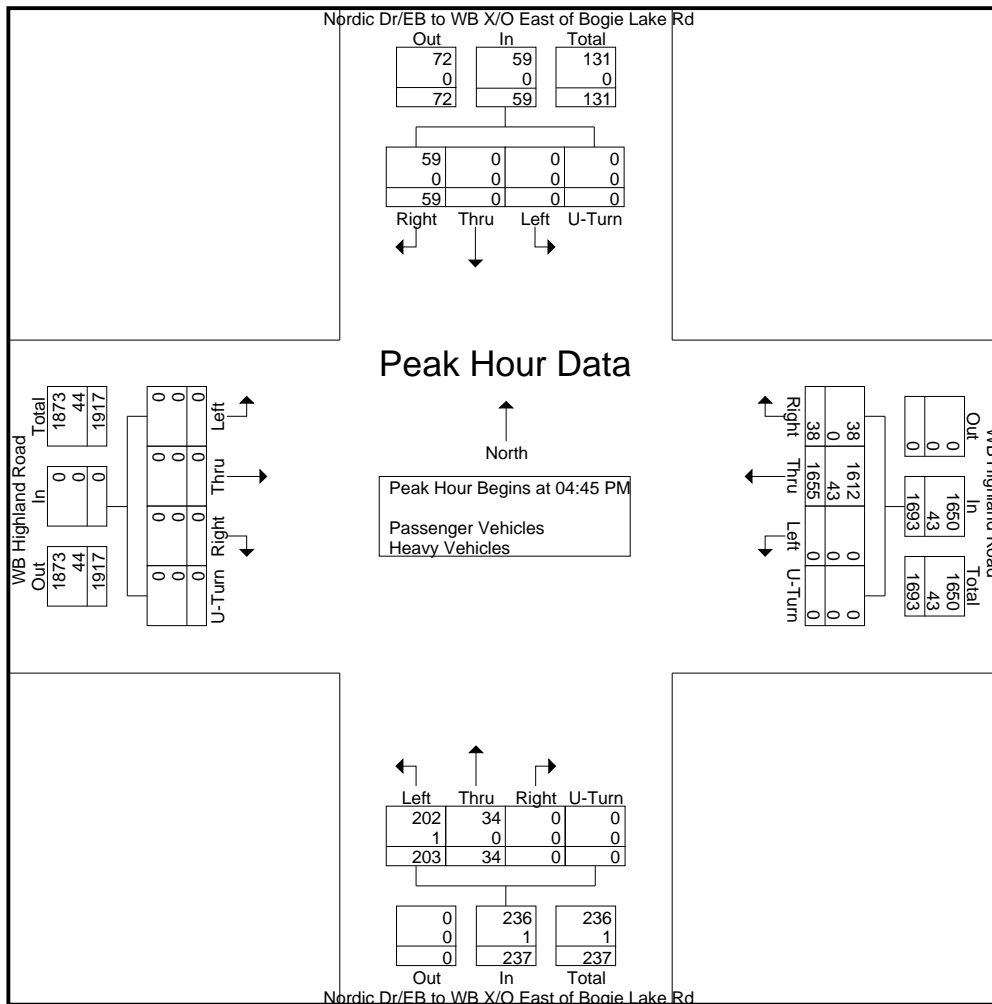 Nordic Dr/EB to WB X/O East of Bogie Lake Rd
Out In Total
72 59 131
0 0 0
72 59 131
59 0 0 0
0 0 0 0
59 0 0 0
Right Thru Left U-Turn
Peak Hour Data
North
Peak Hour Begins at 04:45 PM
Passenger Vehicles
Heavy Vehicles
WB Highland Road
Out In Total
1873 0 1873
44 0 44
1917 0 1917
Left Thru Right U-Turn
0 0 0 0
0 0 0 0
0 0 0 0
WB Highland Road
Out In Total
0 1650 1650
0 43 43
0 1693 1693
38 1612 0 0
0 43 0 0
38 1655 0 0
Right Thru Left U-Turn
Left Thru Right U-Turn
202 34 0 0
1 0 0 0
203 34 0 0
0 236 236
0 1 1
0 237 237
Out In Total
Nordic Dr/EB to WB X/O East of Bogie Lake Rd